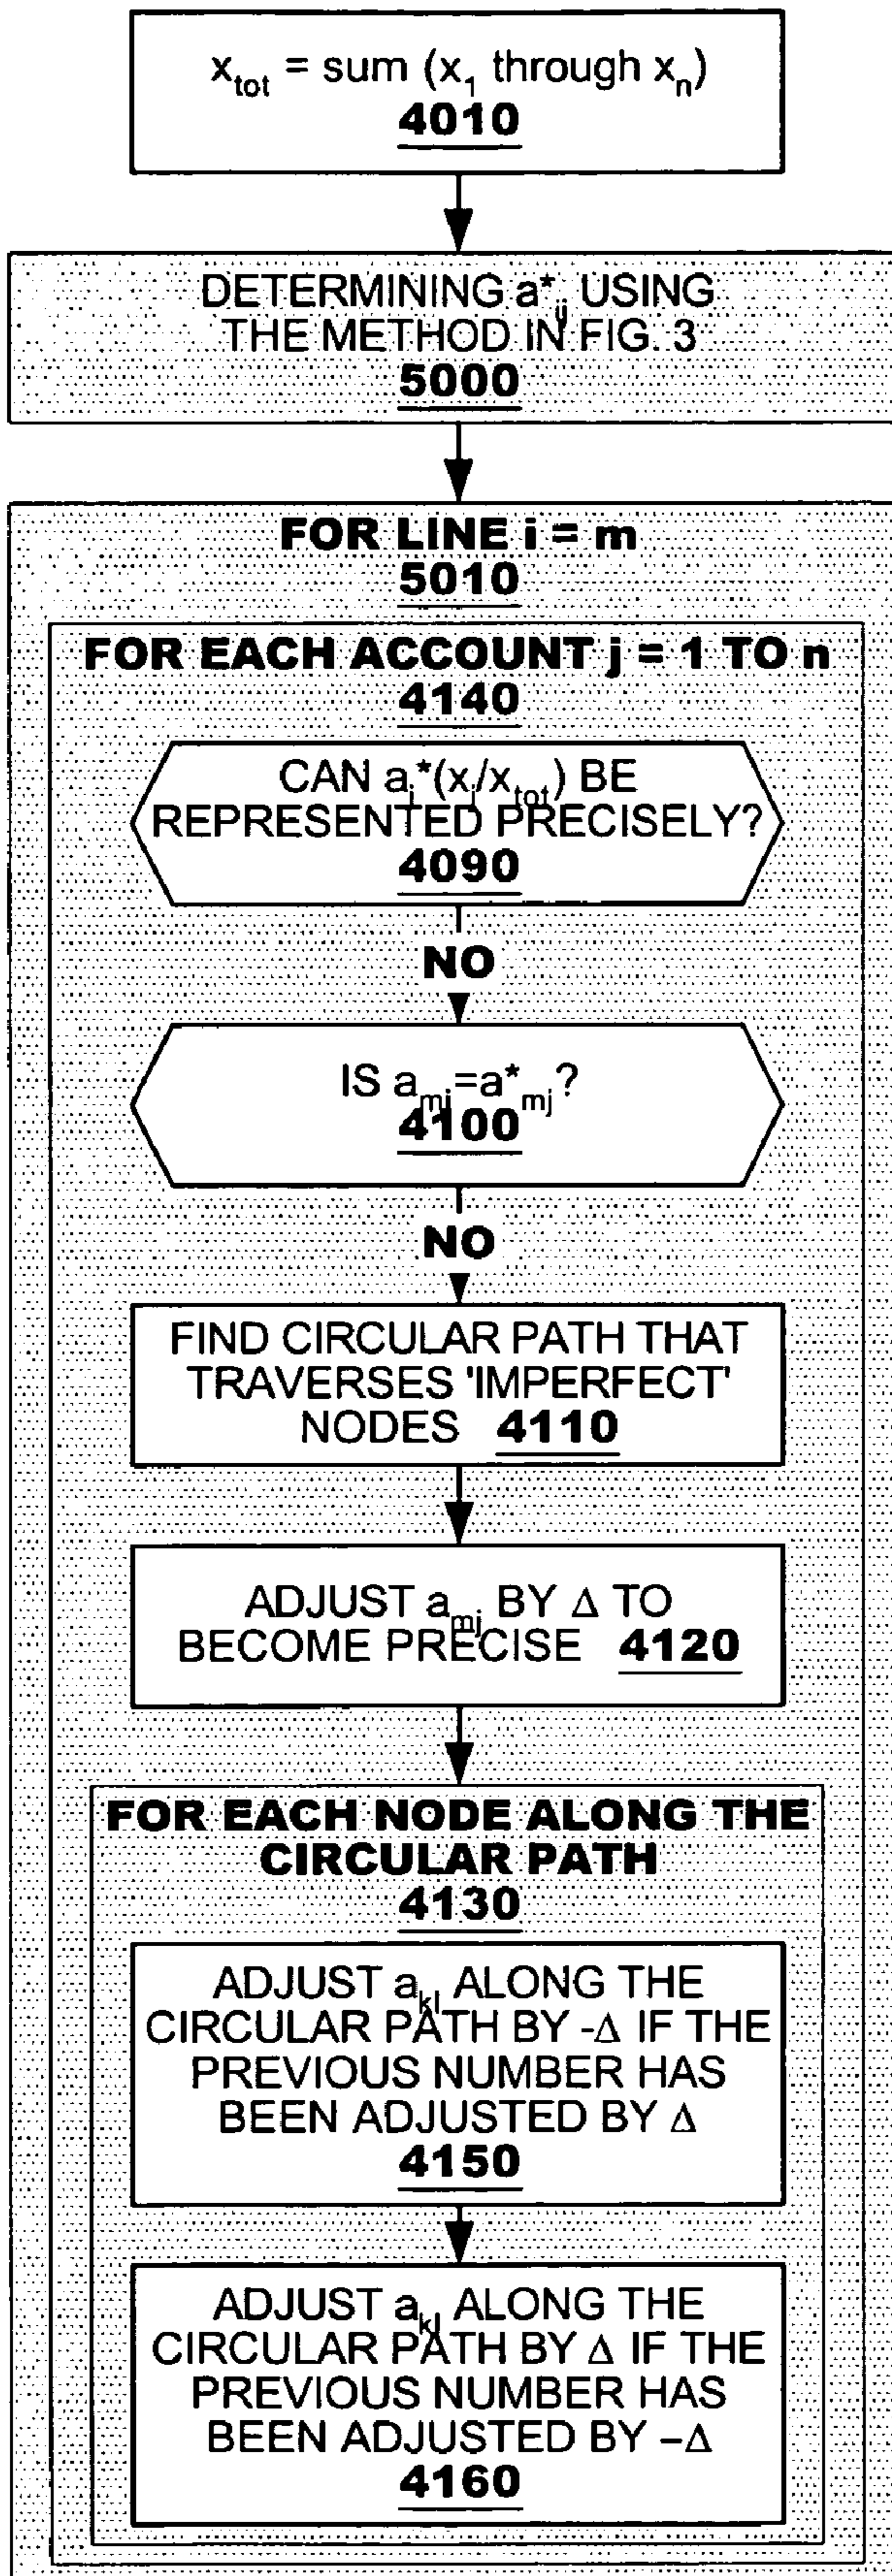 x_tot = sum (x_1 through x_n)
4010
DETERMINING a*_ij USING
THE METHOD IN FIG. 3
5000
FOR LINE i = m
5010
FOR EACH ACCOUNT j = 1 TO n
4140
CAN a_i*(x_j/x_tot) BE
REPRESENTED PRECISELY?
4090
NO
IS a_mj=a*_mj?
4100
NO
FIND CIRCULAR PATH THAT
TRAVERSES 'IMPERFECT'
NODES 4110
ADJUST a_mj BY Δ TO
BECOME PRECISE 4120
FOR EACH NODE ALONG THE
CIRCULAR PATH
4130
ADJUST a_kl ALONG THE
CIRCULAR PATH BY -Δ IF THE
PREVIOUS NUMBER HAS
BEEN ADJUSTED BY Δ
4150
ADJUST a_kl ALONG THE
CIRCULAR PATH BY Δ IF THE
PREVIOUS NUMBER HAS
BEEN ADJUSTED BY –Δ
4160